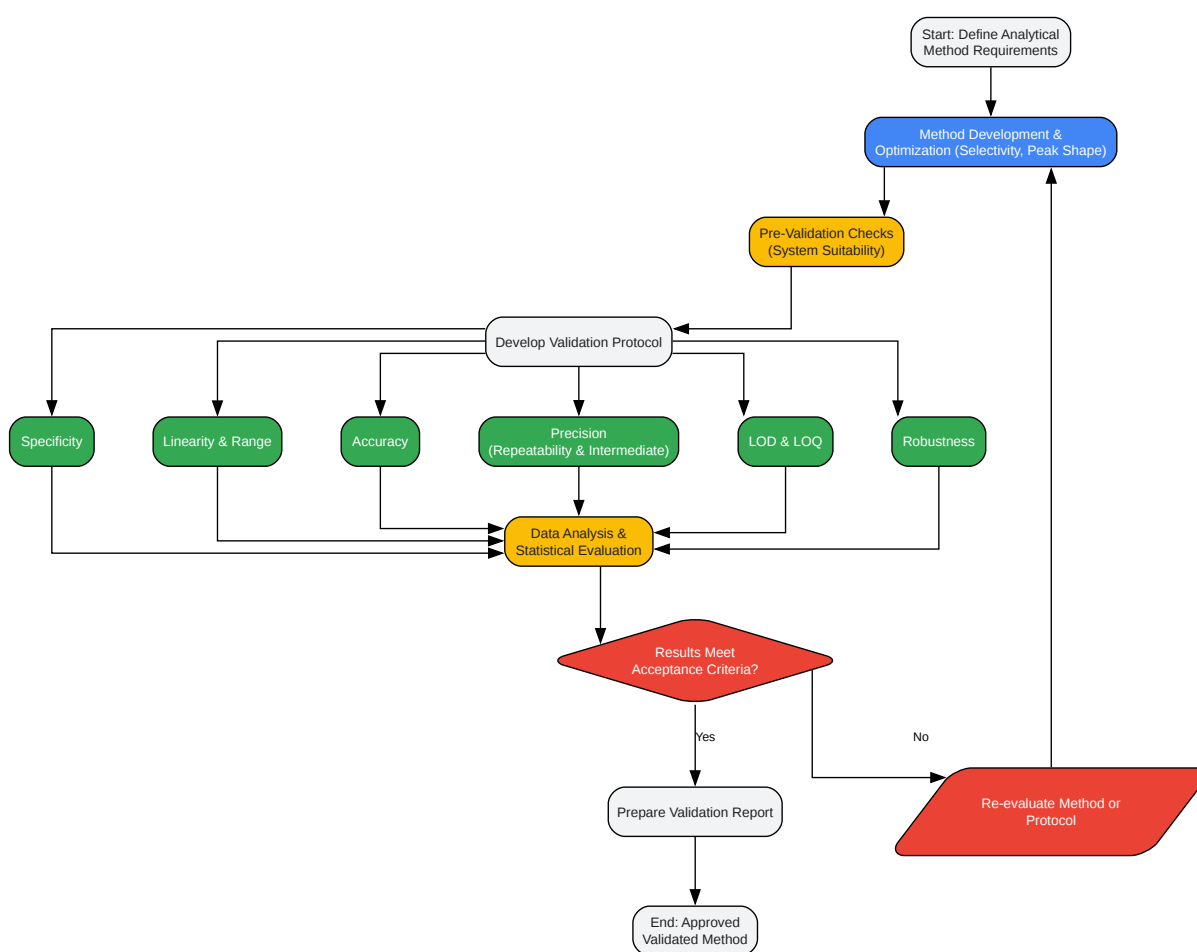 Start: Define Analytical
Method Requirements
Method Development &
Optimization (Selectivity, Peak Shape)
Pre-Validation Checks
(System Suitability)
Develop Validation Protocol
Specificity
Linearity & Range
Accuracy
Precision
(Repeatability & Intermediate)
LOD & LOQ
Robustness
Data Analysis &
Statistical Evaluation
Results Meet
Acceptance Criteria?
Yes
No
Re-evaluate Method or
Protocol
Prepare Validation Report
End: Approved
Validated Method